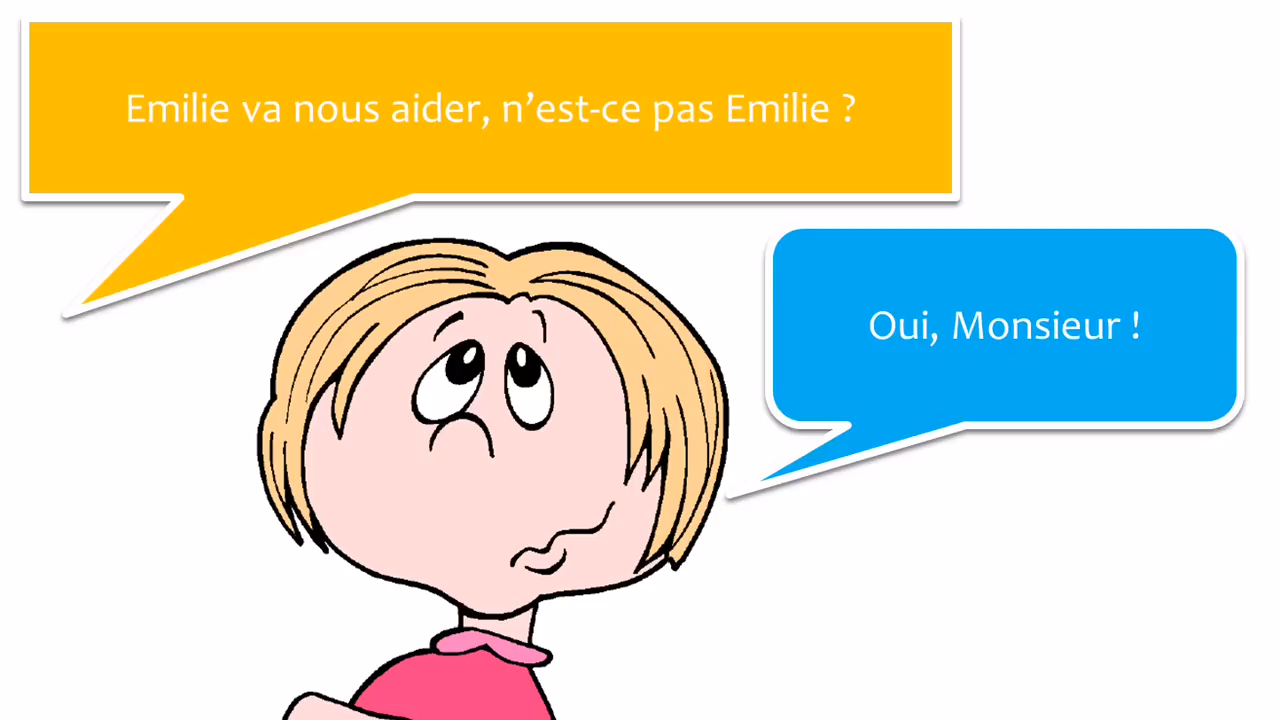 Emilie va nous aider, n’est-ce pas Emilie ?
Oui, Monsieur !